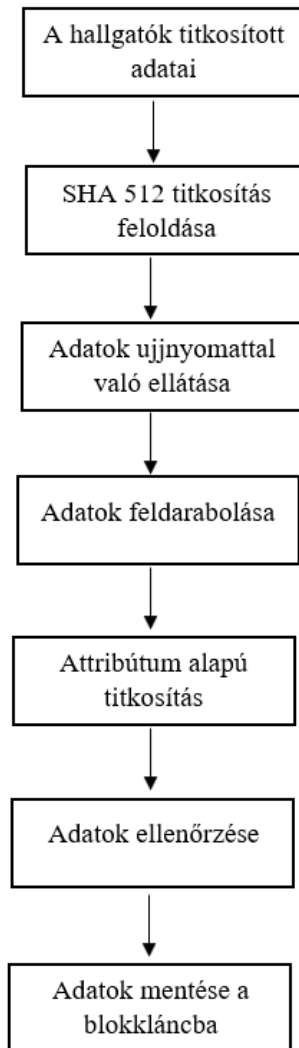 A hallgatók titkosított
adatai
SHA 512 titkosítás
feloldása
Adatok ujjnyomattal
való ellátása
Adatok feldarabolása
Attribútum alapú
titkosítás
Adatok ellenőrzése
Adatok mentése a
blokkláncba